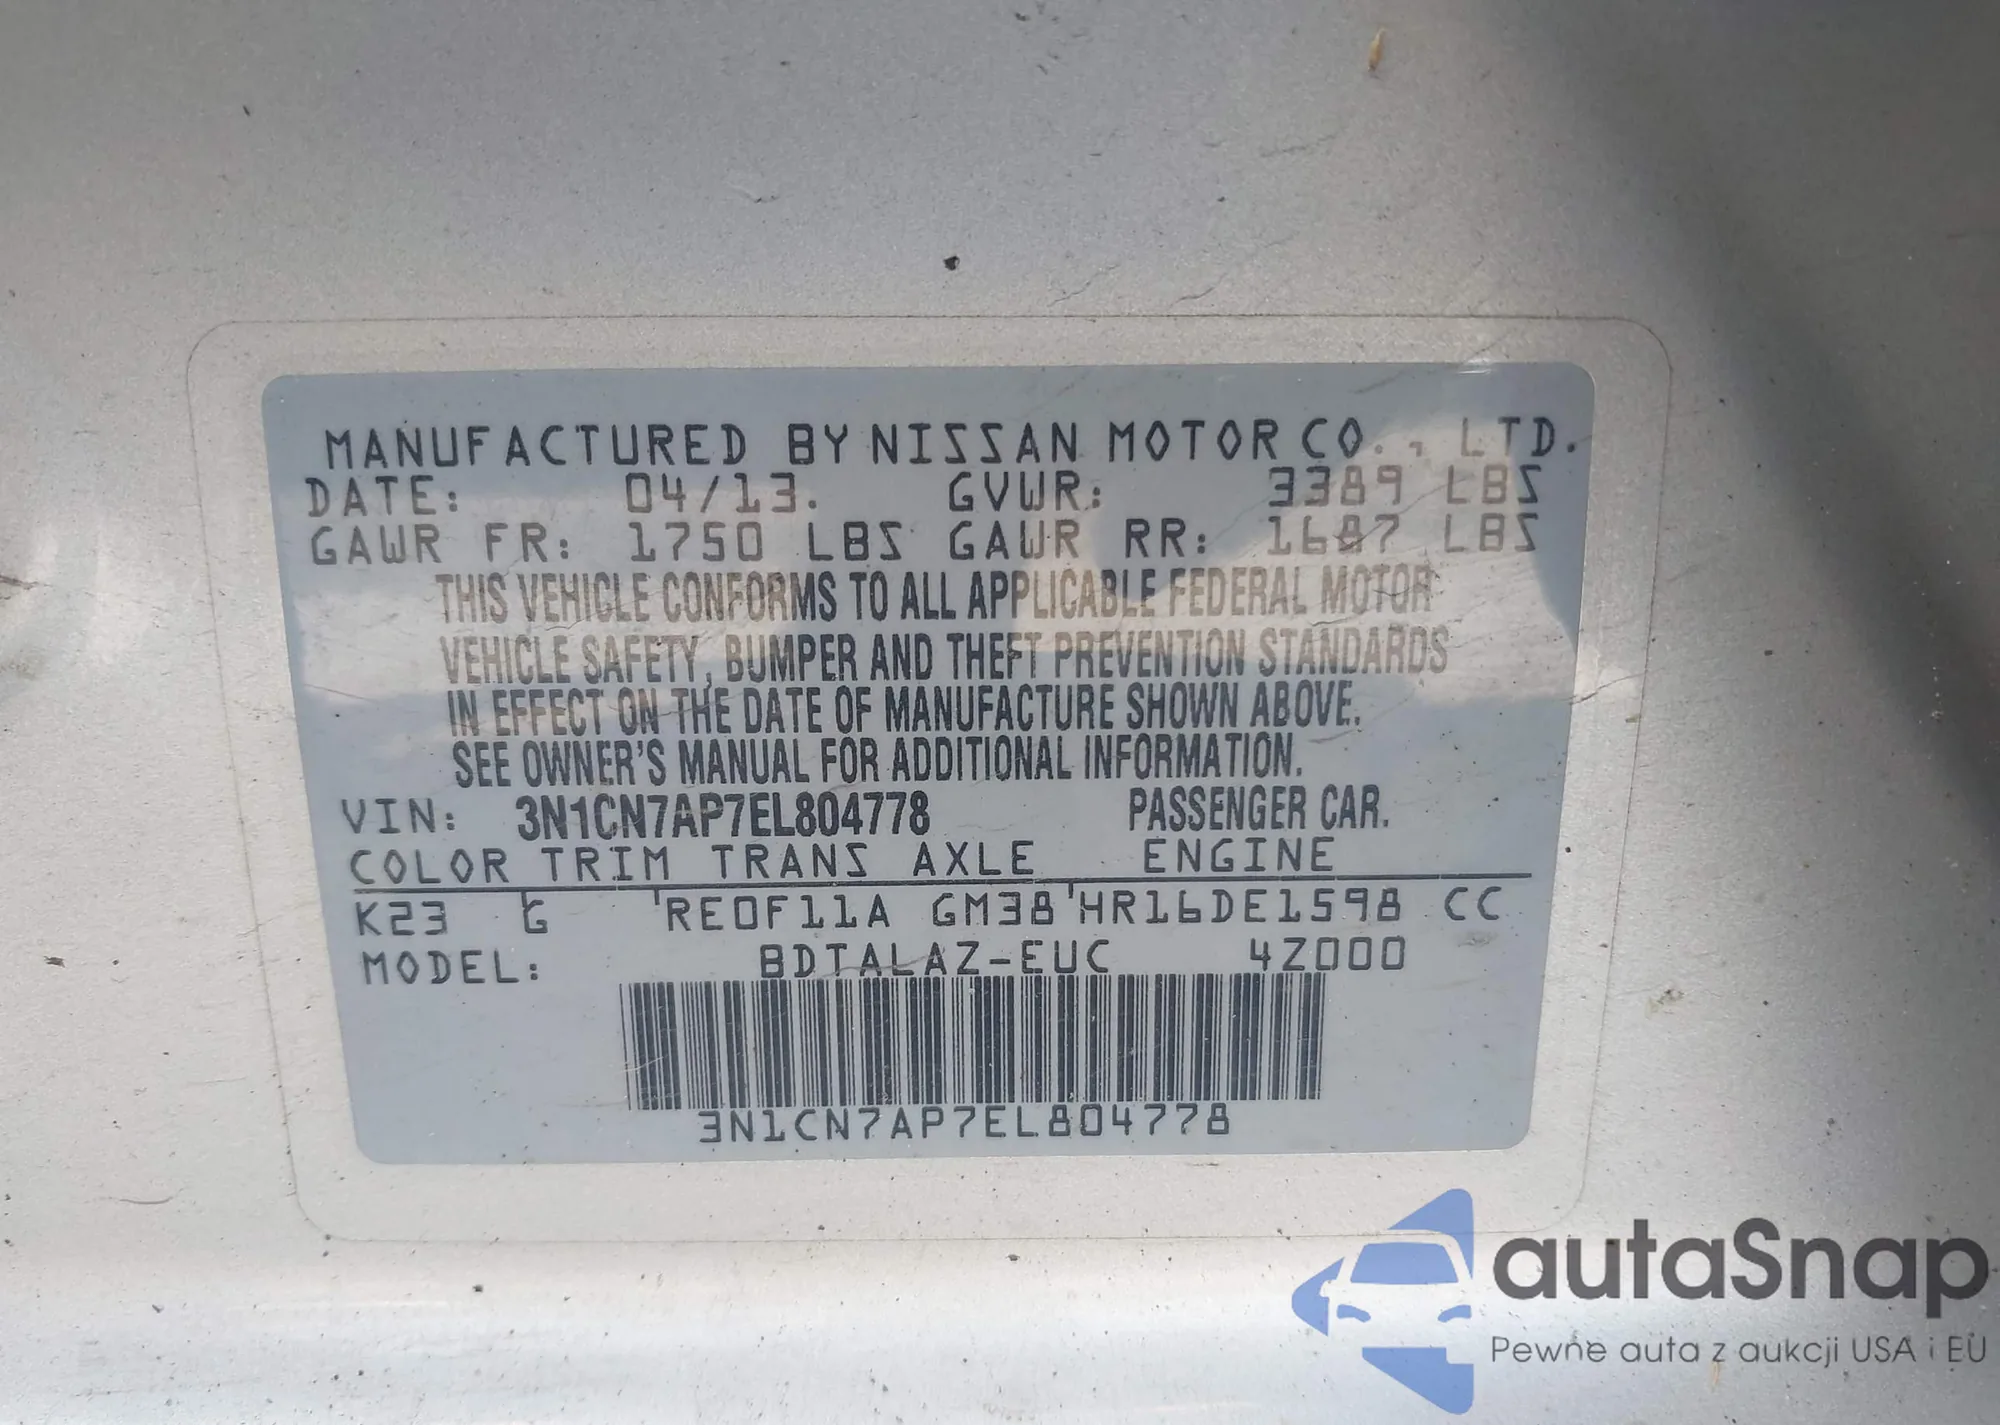 MANUFACTURED BY NISSAN MOTOR CO., LTD.
DATE: 04/13. GVWR: 3389 LBS
GAWR FR: 1750 LBS GAWR RR: 1687 LBS
THIS VEHICLE CONFORMS TO ALL APPLICABLE FEDERAL MOTOR
VEHICLE SAFETY, BUMPER AND THEFT PREVENTION STANDARDS
IN EFFECT ON THE DATE OF MANUFACTURE SHOWN ABOVE.
SEE OWNER'S MANUAL FOR ADDITIONAL INFORMATION.
VIN: 3N1CN7AP7EL804778 PASSENGER CAR.
COLOR TRIM TRANS AXLE ENGINE
K23 G RE0F11A GM38 HR16DE1598 CC
MODEL: BDTALAZ-EUC 4Z000
3N1CN7AP7EL804778
autaSnap
Pewne auta z aukcji USA i EU